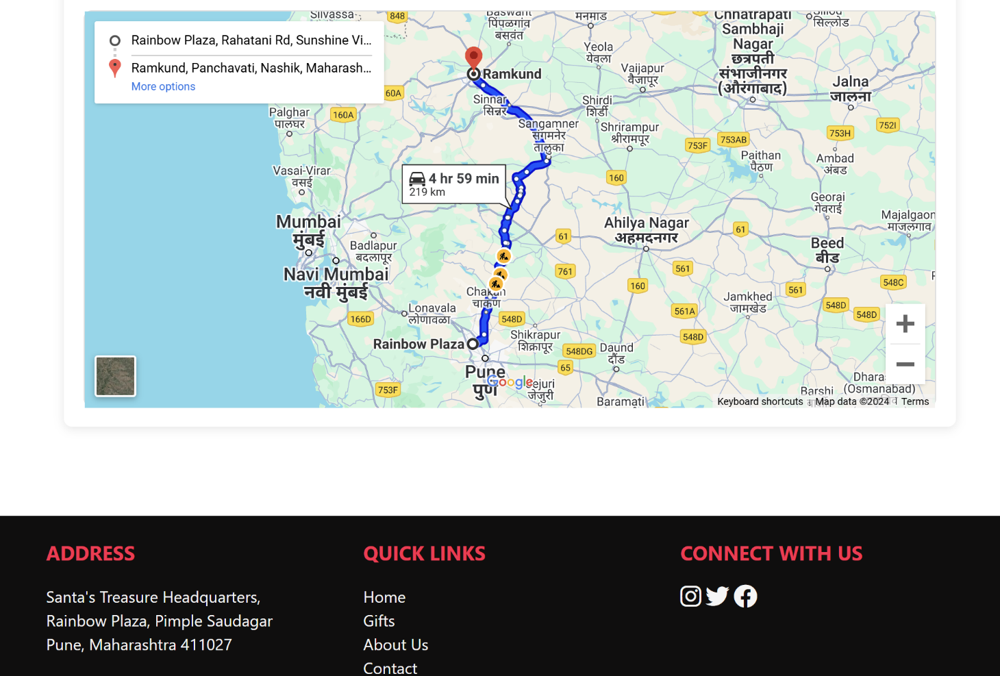 Rainbow Plaza, Rahatani Rd, Sunshine Vi...
Ramkund, Panchavati, Nashik, Maharash...
More options
Silvassa
848
Baswant
पिंपळगांव
बसवंत
मनमाड
Chhatrapati
Sambhaji
Nagar
छत्रपती
संभाजीनगर
(औरंगाबाद)
सिल्लोड
Yeola
येवला
Ramkund
Vaijapur
वैजापूर
Jalna
जालना
60A
Sinnar
सिन्नर
Shirdi
शिर्डी
Palghar
पालघर
160A
Sangamner
संगमनेर
तालुका
Shrirampur
श्रीरामपूर
753F
753AB
753H
752I
Paithan
पैठण
Ambad
अंबड
Vasai-Virar
वसई
4 hr 59 min
219 km
160
Georai
गेवराई
Majalgaon
माजलगाव
Mumbai
मुंबई
Ahilya Nagar
अहमदनगर
61
61
Badlapur
बदलापूर
Beed
बीड
Navi Mumbai
नवी मुंबई
761
561
160
561
548C
Chakan
चाकण
Jamkhed
जामखेड
Lonavala
लोणावळा
166D
548D
561A
548D
548D
Rainbow Plaza
Shikrapur
शिक्रापूर
548D
548DG
Daund
दौंड
65
Pune
पुणे
Google
Jejuri
जेजुरी
753F
Baramati
Barshi
(Osmanabad)
Keyboard shortcuts
Map data ©2024
Terms
ADDRESS
Santa's Treasure Headquarters,
Rainbow Plaza, Pimple Saudagar
Pune, Maharashtra 411027
QUICK LINKS
Home
Gifts
About Us
Contact
CONNECT WITH US